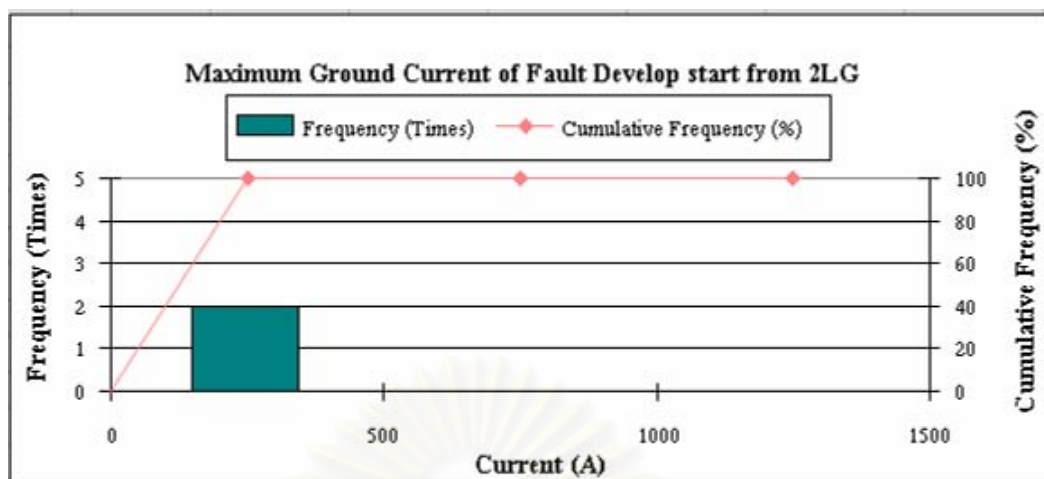 Maximum Ground Current of Fault Develop start from 2LG
Frequency (Times)
Cumulative Frequency (%)
Frequency (Times)
5
4
3
2
1
0
100
80
60
40
20
0
Cumulative Frequency (%)
0
500
1000
1500
Current (A)